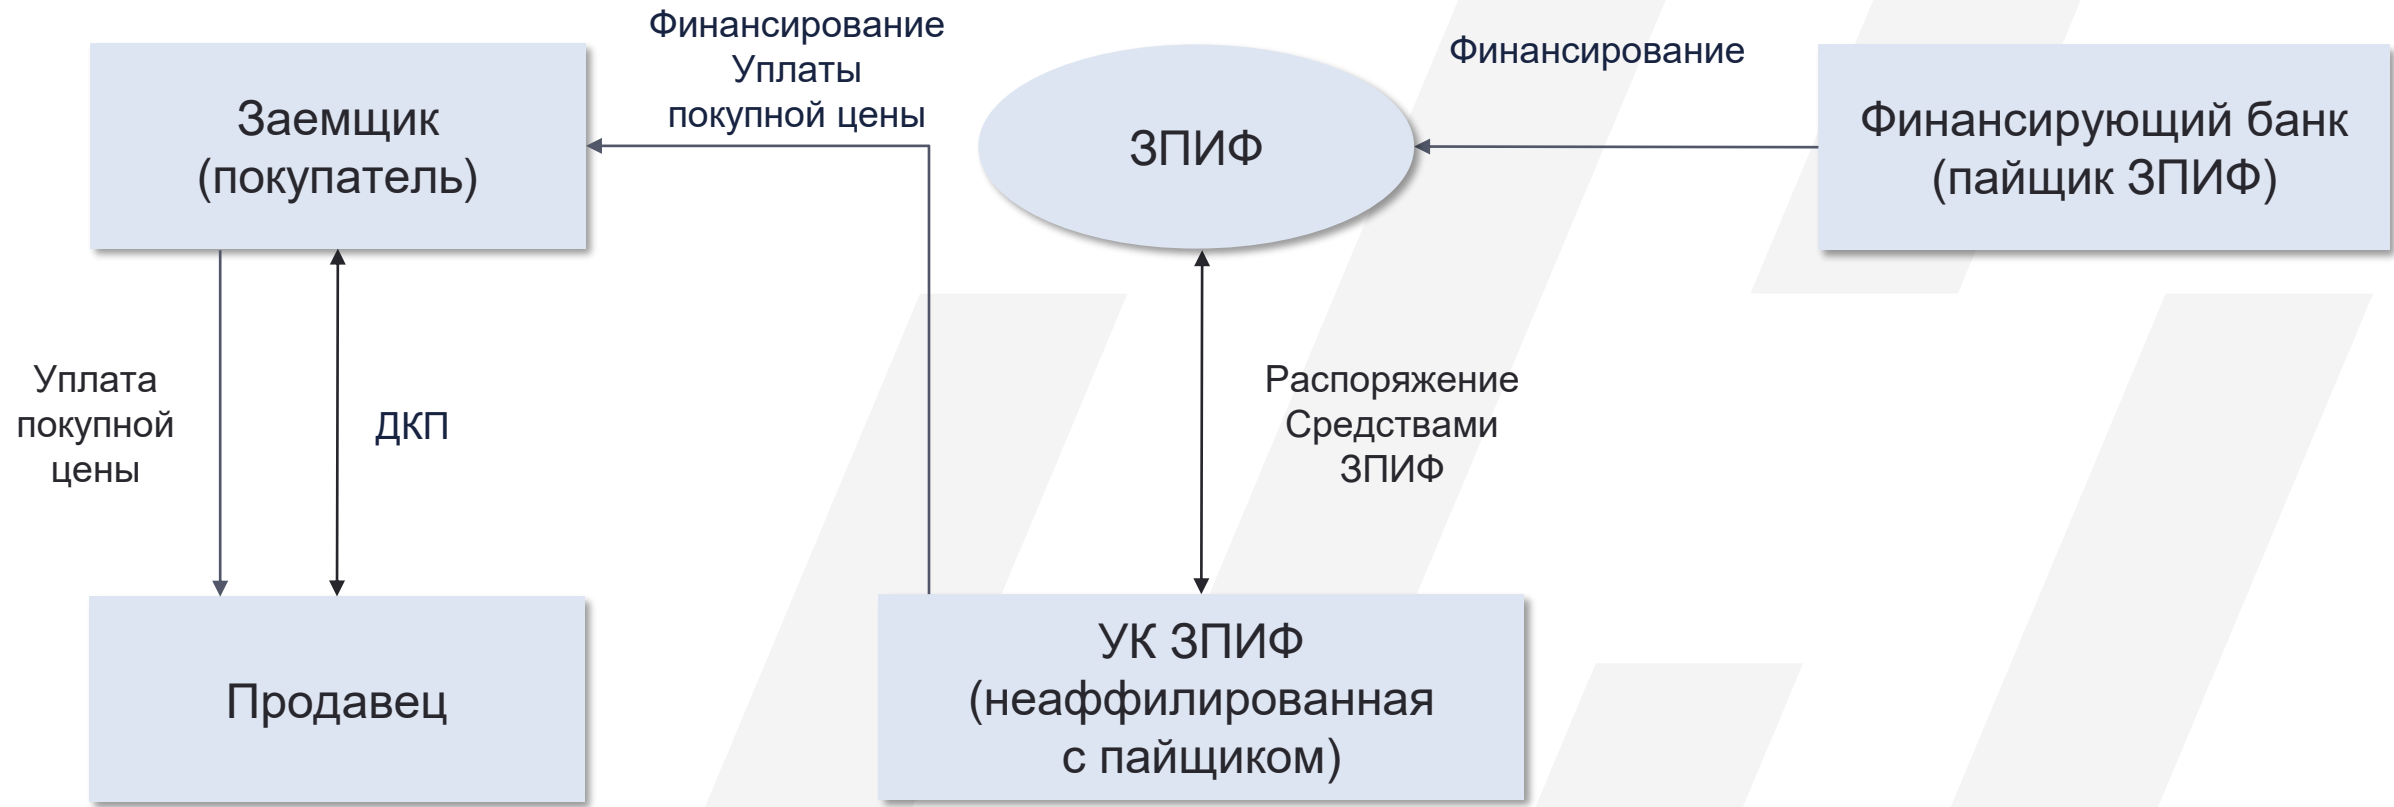 Финансирование
Уплаты
покупной цены
Финансирование
Заемщик
(покупатель)
ЗПИФ
Финансирующий банк
(пайщик ЗПИФ)
Уплата
покупной
цены
ДКП
Распоряжение
Средствами
ЗПИФ
Продавец
УК ЗПИФ
(неаффилированная
с пайщиком)